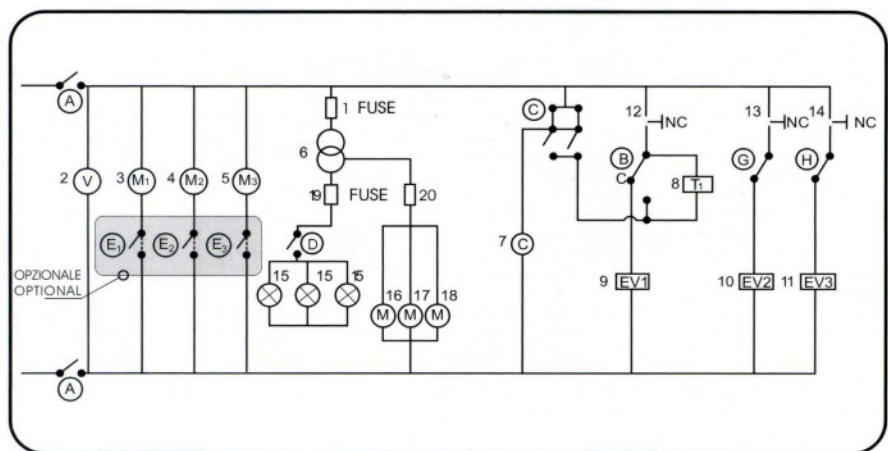 A
1 FUSE
C
12
NC
13
NC
14
NC
6
2 V
3 M1
4 M2
5 M3
19 FUSE
20
B
C
8 T1
G
H
E1
E2
E3
D
7 C
OPZIONALE
OPTIONAL
15
15
15
16
17
18
M
M
M
9 EV1
10 EV2
11 EV3
A